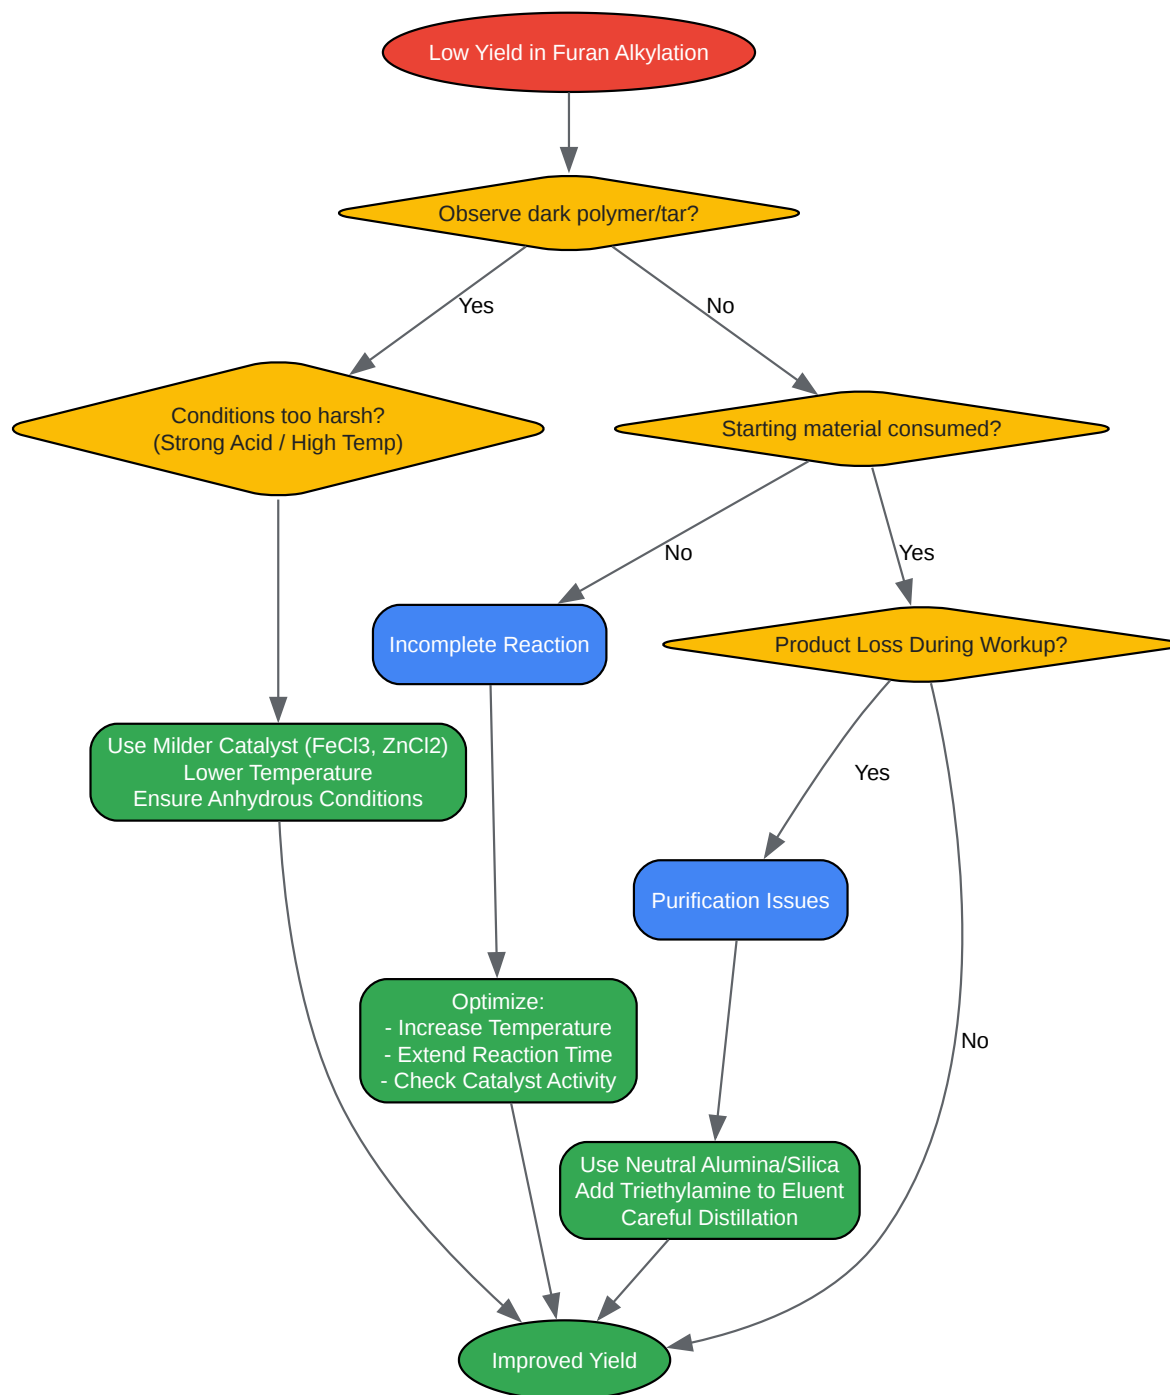 Low Yield in Furan Alkylation
Observe dark polymer/tar?
Yes
No
Conditions too harsh?
(Strong Acid / High Temp)
Starting material consumed?
No
Yes
Incomplete Reaction
Product Loss During Workup?
Use Milder Catalyst (FeCl3, ZnCl2)
Lower Temperature
Ensure Anhydrous Conditions
Yes
Purification Issues
Optimize:
- Increase Temperature
- Extend Reaction Time
- Check Catalyst Activity
No
Use Neutral Alumina/Silica
Add Triethylamine to Eluent
Careful Distillation
Improved Yield